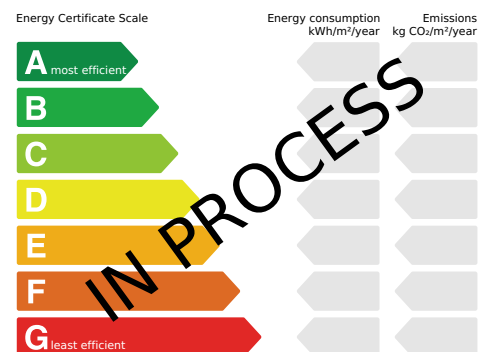 Energy Certificate Scale
Energy consumption
kWh/m²/year
Emissions
kg CO₂/m²/year
A most efficient
B
C
D
E
F
G least efficient
IN PROCESS